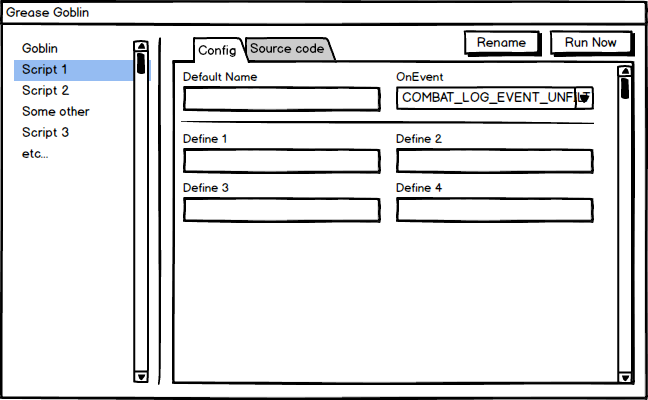 Grease Goblin
Goblin
Script 1
Script 2
Some other
Script 3
etc...
Config
Source code
Rename
Run Now
Default Name
OnEvent
COMBAT_LOG_EVENT_UNFILT
Define 1
Define 2
Define 3
Define 4